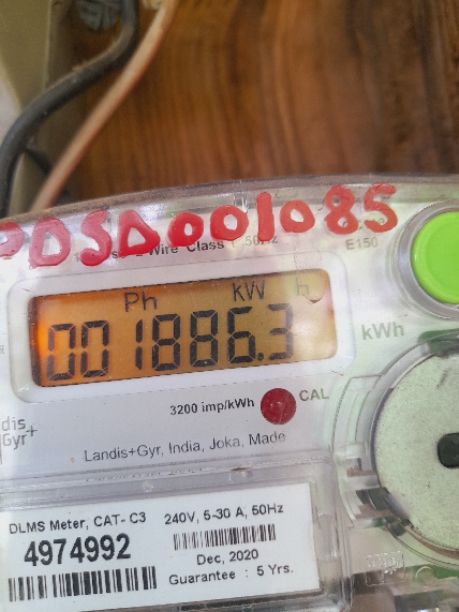 PDSD001085
Wire Class 50Hz
E150
Ph KW h
001886.3
kWh
3200 imp/kWh
CAL
dis
Gyr+
Landis+Gyr, India, Joka, Made
DLMS Meter, CAT- C3
4974992
240V, 5-30 A, 50Hz
Dec, 2020
Guarantee : 5 Yrs.